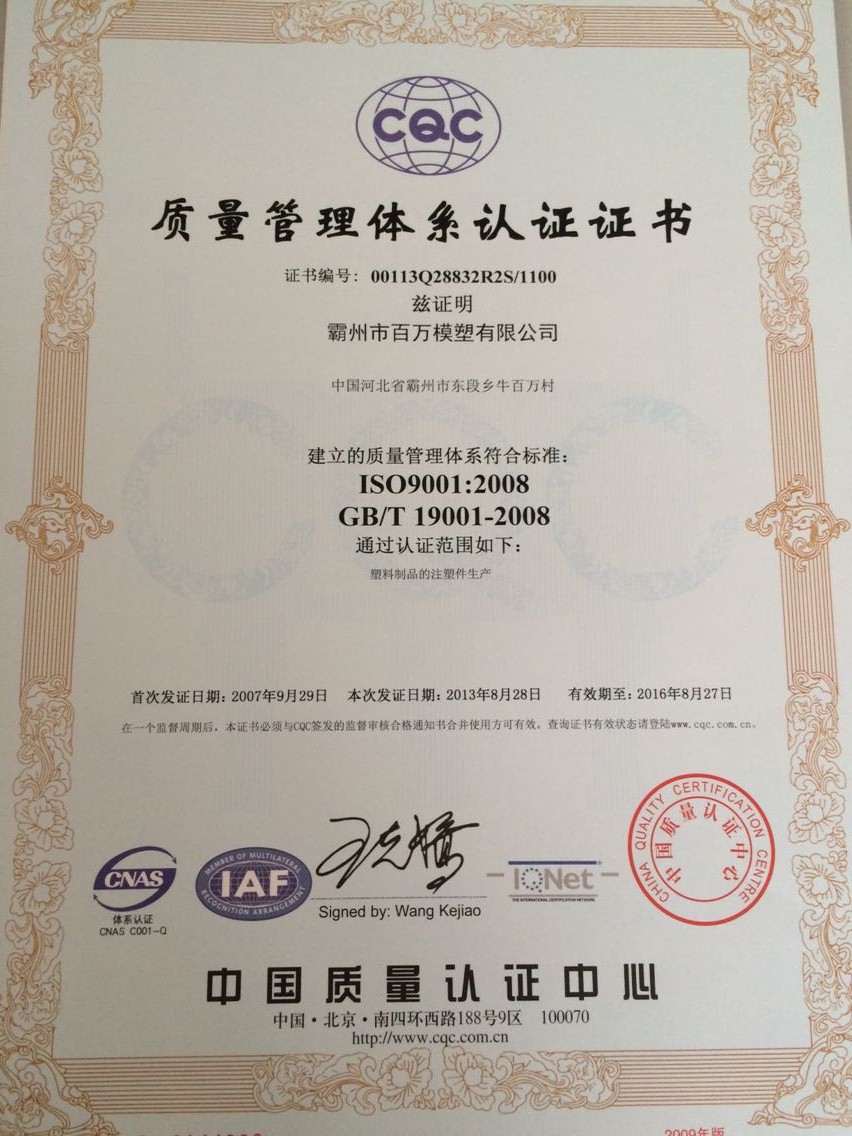 CQC
质量管理体系认证证书
证书编号：00113Q28832R2S/1100
兹证明
霸州市百万模塑有限公司
中国河北省霸州市东段乡牛百万村
建立的质量管理体系符合标准：
ISO9001:2008
GB/T 19001-2008
通过认证范围如下：
塑料制品的注塑件生产
首次发证日期：2007年9月29日 本次发证日期：2013年8月28日 有效期至：2016年8月27日
在一个监督周期后，本证书必须与CQC签发的监督审核合格通知书合并使用方可有效。查询证书有效状态请登陆www.cqc.com.cn。
CHINA QUALITY CERTIFICATION CENTRE
中国质量认证中心
CNAS
体系认证
CNAS C001-Q
MEMBER OF MULTILATERAL
IAF
RECOGNITION ARRANGEMENT
Signed by: Wang Kejiao
IQNet
THE INTERNATIONAL CERTIFICATION NETWORK
中国质量认证中心
中国·北京·南四环西路188号9区 100070
http://www.cqc.com.cn
2009年版